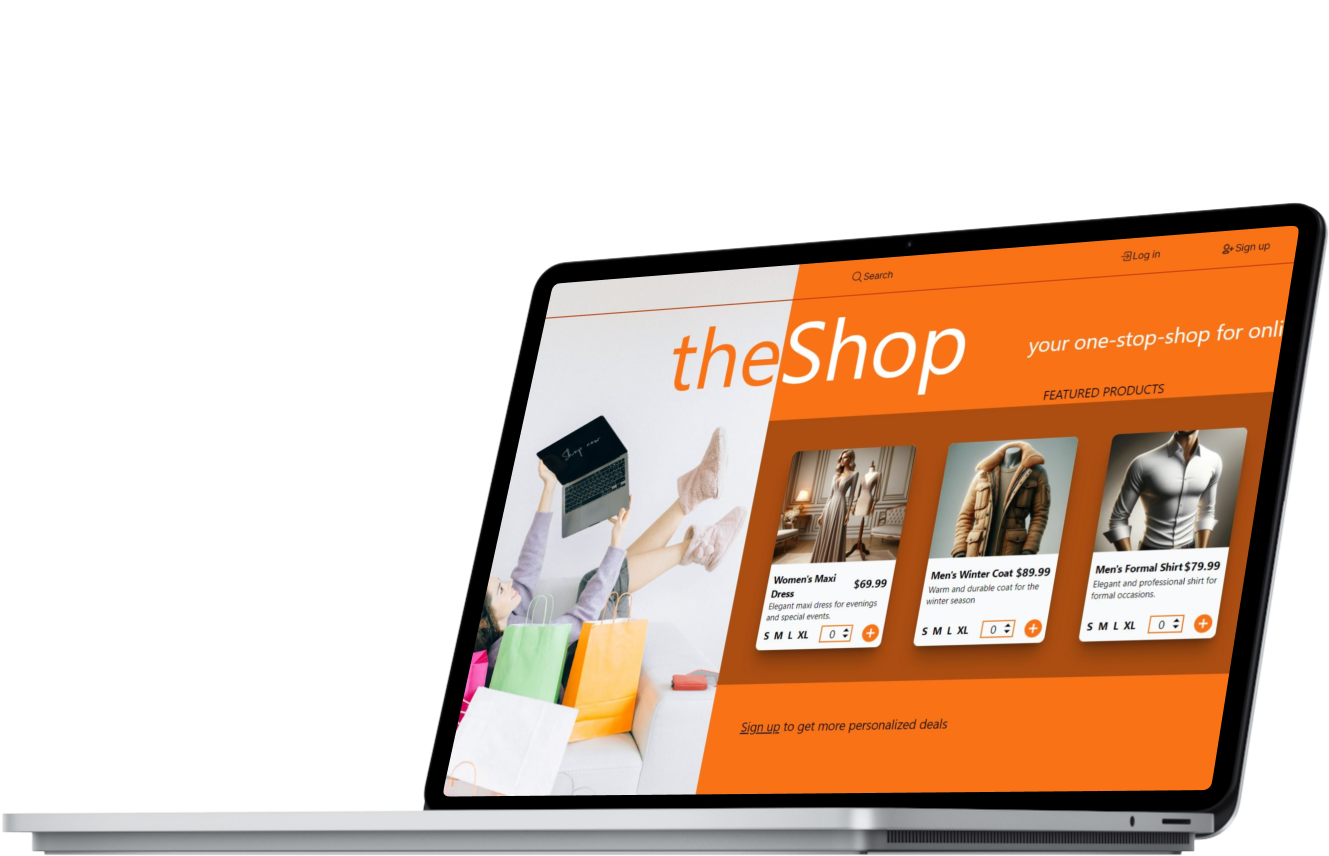 Search
Log in
Sign up
theShop
your one-stop-shop for onli
FEATURED PRODUCTS
Shop now
Women's Maxi
Dress
$69.99
Elegant maxi dress for evenings
and special events.
S M L XL
0
Men's Winter Coat $89.99
Warm and durable coat for the
winter season
S M L XL
0
Men's Formal Shirt $79.99
Elegant and professional shirt for
formal occasions.
S M L XL
0
Sign up to get more personalized deals